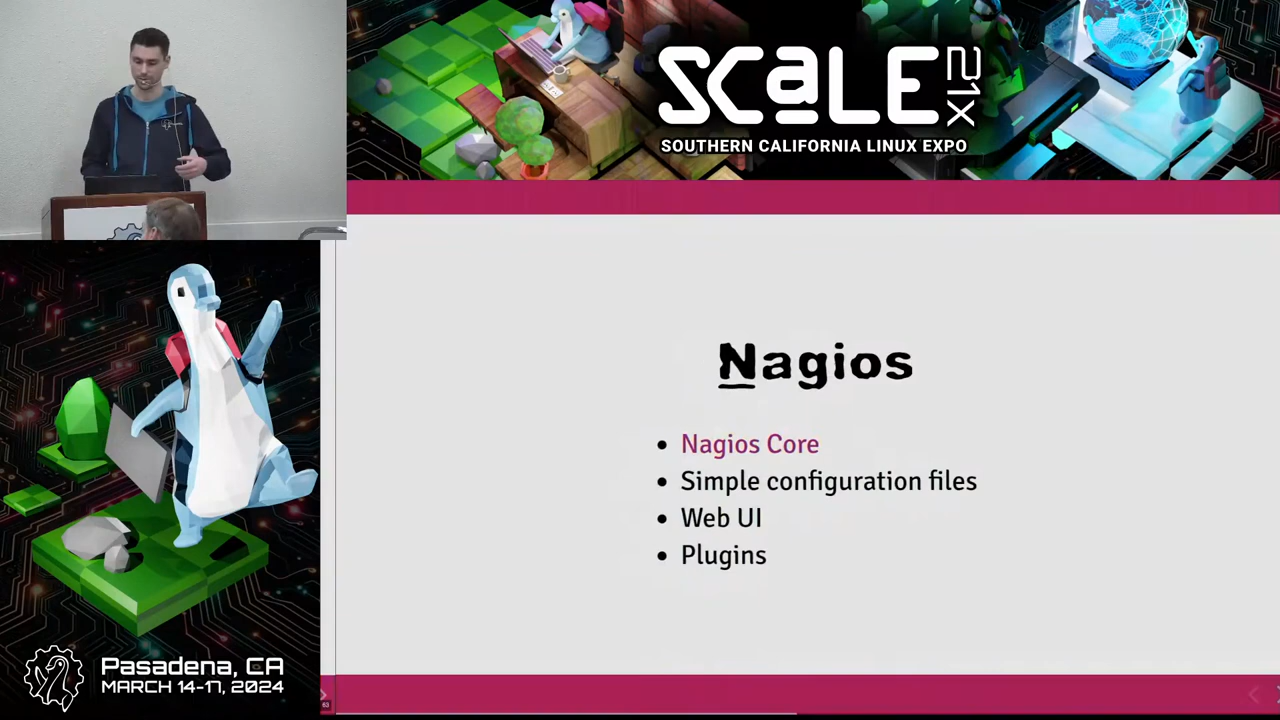 SCALE 21X
SOUTHERN CALIFORNIA LINUX EXPO
Nagios
Nagios Core
Simple configuration files
Web UI
Plugins
Pasadena, CA
MARCH 14-17, 2024
63